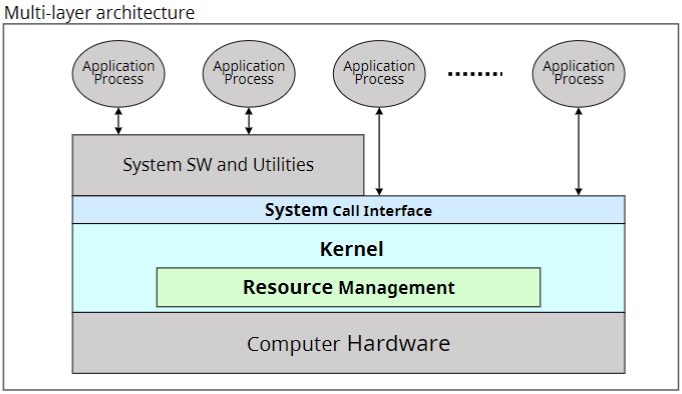 Multi-layer architecture
Application
Process
Application
Process
Application
Process
Application
Process
System SW and Utilities
System Call Interface
Kernel
Resource Management
Computer Hardware